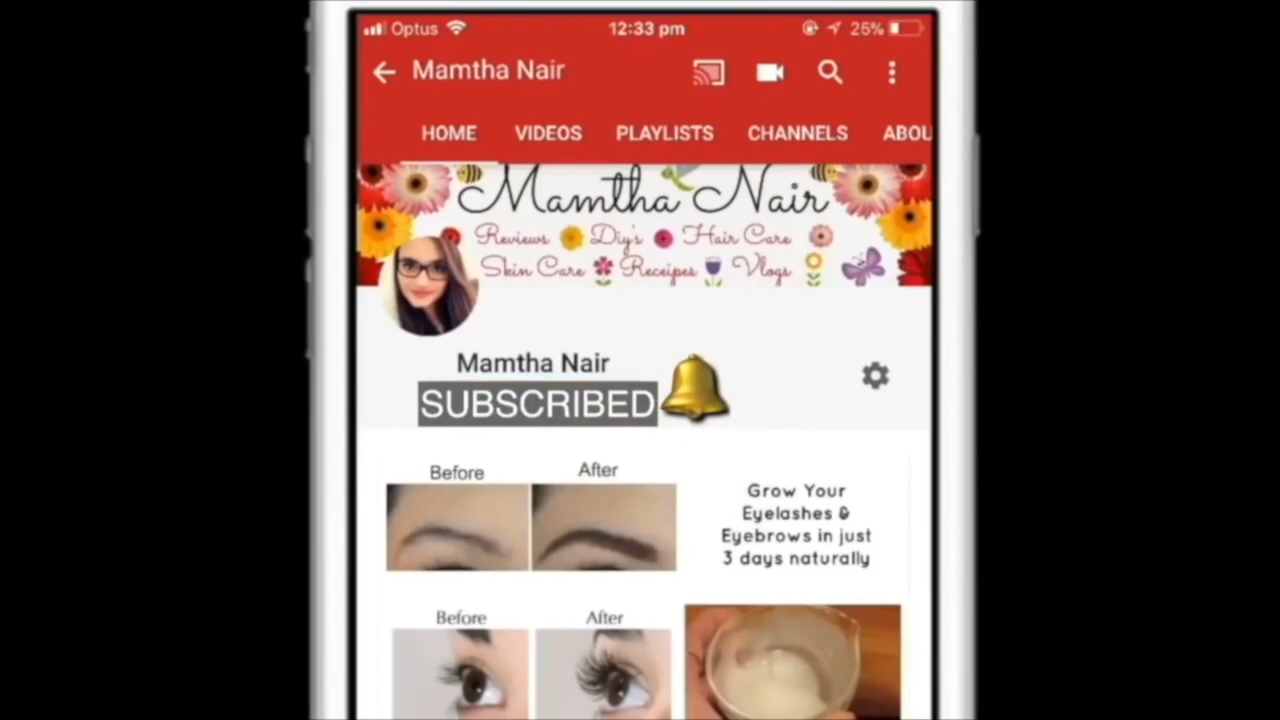 Optus 12:33 pm 25%
Mamtha Nair
HOME VIDEOS PLAYLISTS CHANNELS ABOU
Mamtha Nair
Reviews Diy's Hair Care
Skin Care Receipes Vlogs
Mamtha Nair
SUBSCRIBED
Before After
Grow Your
Eyelashes &
Eyebrows in just
3 days naturally
Before After